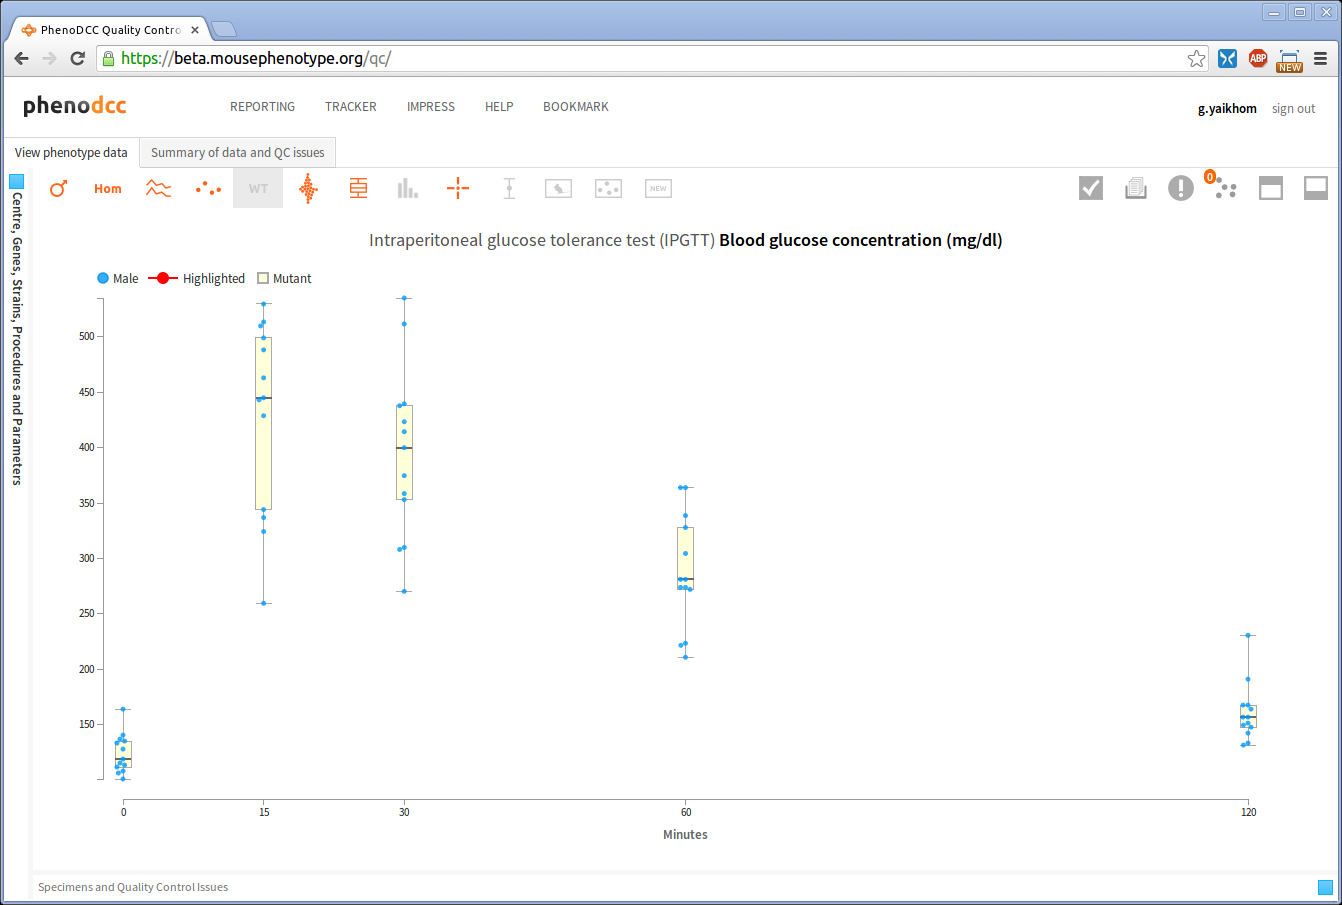 PhenoDCC Quality Contro
https://beta.mousephenotype.org/qc/
ABP
NEW
phenodcc
REPORTING TRACKER IMPRESS HELP BOOKMARK
g.yaikhom sign out
View phenotype data Summary of data and QC issues
Hom WT NEW 0
Centre, Genes, Strains, Procedures and Parameters
Intraperitoneal glucose tolerance test (IPGTT) Blood glucose concentration (mg/dl)
Male Highlighted Mutant
500
450
400
350
300
250
200
150
0 15 30 60 120
Minutes
Specimens and Quality Control Issues